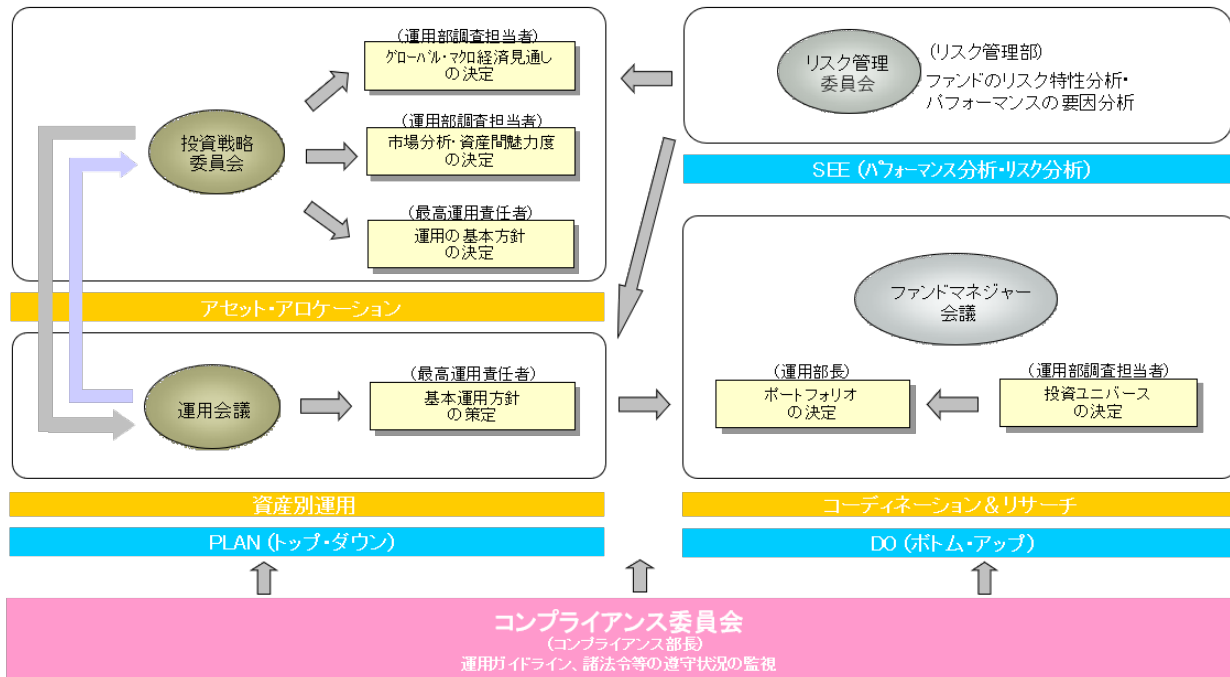 (運用部調査担当者)
グローバル・マクロ経済見通し
の決定
投資戦略
委員会
(運用部調査担当者)
市場分析・資産間魅力度
の決定
(最高運用責任者)
運用の基本方針
の決定
アセット・アロケーション
リスク管理
委員会
(リスク管理部)
ファンドのリスク特性分析・
パフォーマンスの要因分析
SEE (パフォーマンス分析・リスク分析)
運用会議
(最高運用責任者)
基本運用方針
の策定
資産別運用
PLAN (トップ・ダウン)
ファンドマネジャー
会議
(運用部長)
ポートフォリオ
の決定
(運用部調査担当者)
投資ユニバース
の決定
コーディネーション&リサーチ
DO (ボトム・アップ)
コンプライアンス委員会
(コンプライアンス部長)
運用ガイドライン、諸法令等の遵守状況の監視